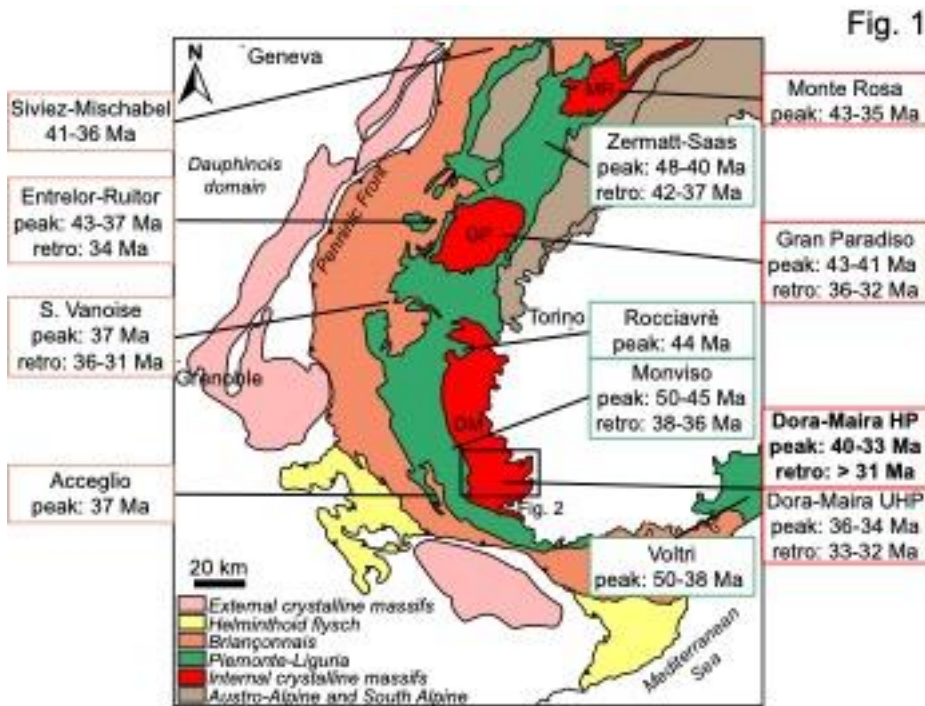 Fig. 1
N
Geneva
Siviez-Mischabel
41-36 Ma
Dauphinois
domain
Entrelor-Ruitor
peak: 43-37 Ma
retro: 34 Ma
Pennetic Front
S. Vanoise
peak: 37 Ma
retro: 36-31 Ma
Grenoble
Acceglio
peak: 37 Ma
MR
Monte Rosa
peak: 43-35 Ma
Zermatt-Saas
peak: 48-40 Ma
retro: 42-37 Ma
GP
Gran Paradiso
peak: 43-41 Ma
retro: 36-32 Ma
Torino
Rocciavrè
peak: 44 Ma
Monviso
peak: 50-45 Ma
retro: 38-36 Ma
DM
Dora-Maira HP
peak: 40-33 Ma
retro: > 31 Ma
Dora-Maira UHP
peak: 36-34 Ma
retro: 33-32 Ma
Fig. 2
Voltri
peak: 50-38 Ma
20 km
External crystalline massifs
Helminthoid flysch
Briançonnais
Piemonte-Liguria
Internal crystalline massifs
Austro-Alpine and South Alpine
Mediterranean
Sea